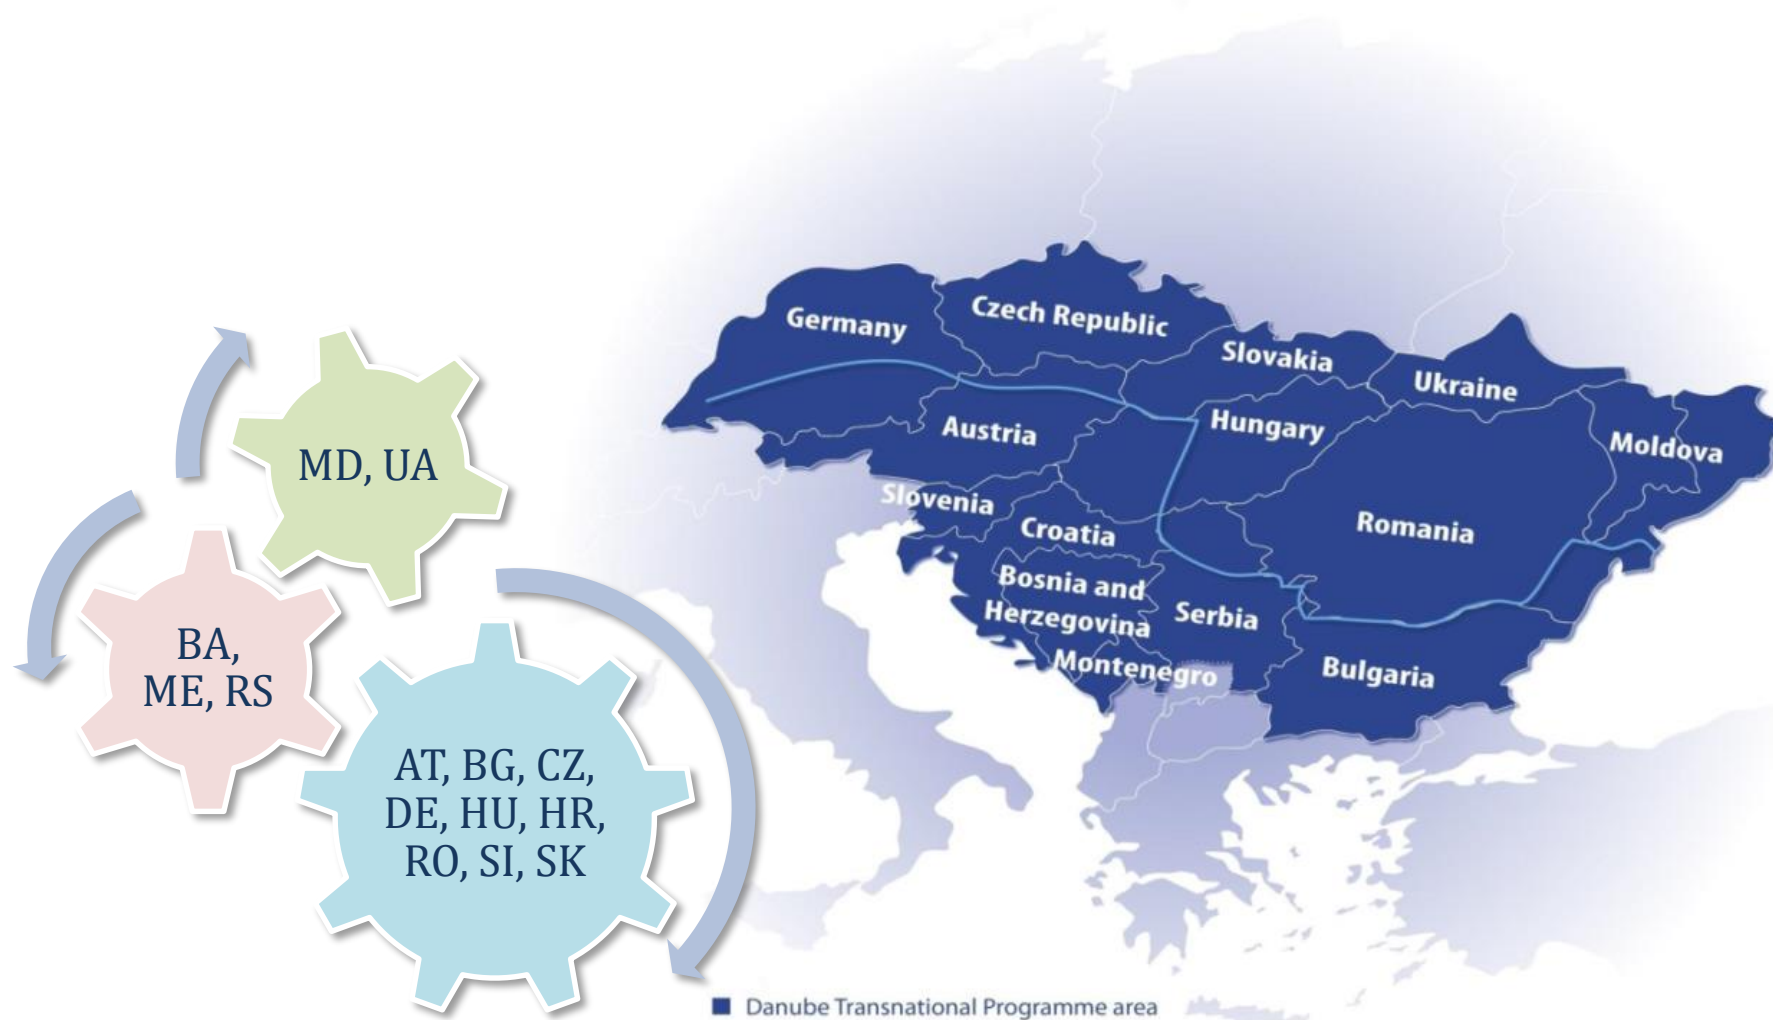 MD, UA
BA,
ME, RS
AT, BG, CZ,
DE, HU, HR,
RO, SI, SK
Germany
Czech Republic
Slovakia
Ukraine
Austria
Hungary
Moldova
Slovenia
Croatia
Romania
Bosnia and
Herzegovina
Serbia
Montenegro
Bulgaria
Danube Transnational Programme area